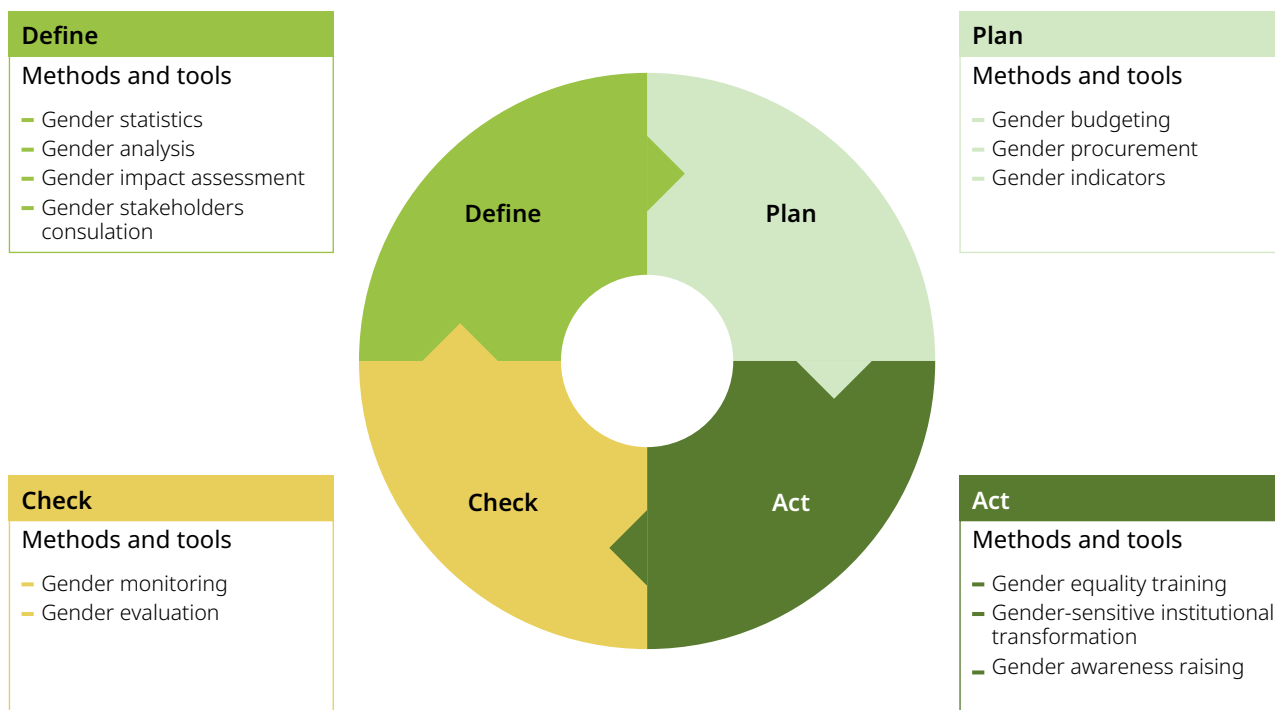 Define
Methods and tools
Gender statistics
Gender analysis
Gender impact assessment
Gender stakeholders
consulation
Plan
Methods and tools
Gender budgeting
Gender procurement
Gender indicators
Define
Plan
Check
Act
Check
Methods and tools
Gender monitoring
Gender evaluation
Act
Methods and tools
Gender equality training
Gender-sensitive institutional
transformation
Gender awareness raising